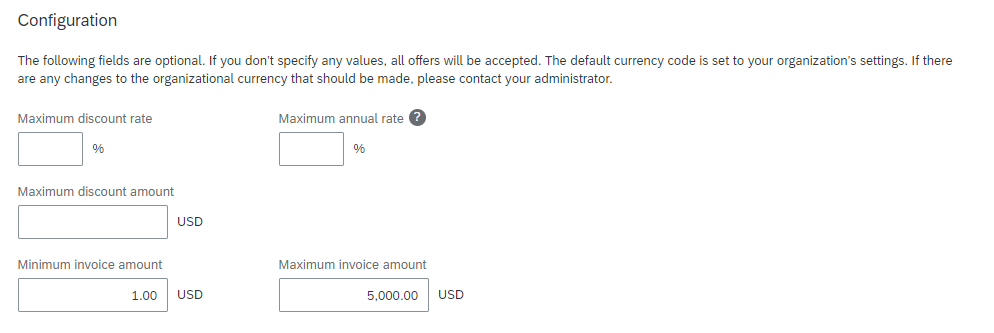 Configuration
The following fields are optional. If you don't specify any values, all offers will be accepted. The default currency code is set to your organization's settings. If there
are any changes to the organizational currency that should be made, please contact your administrator.
Maximum discount rate
Maximum annual rate ?
%
%
Maximum discount amount
USD
Minimum invoice amount
Maximum invoice amount
1.00 USD
5,000.00 USD